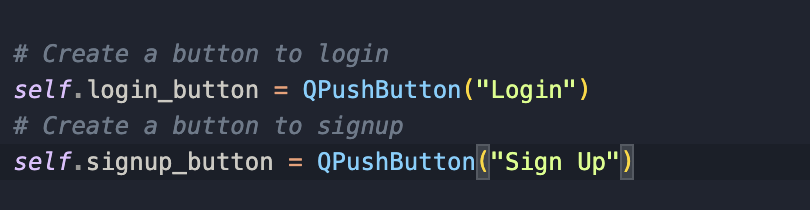 # Create a button to login
self.login_button = QPushButton("Login")
# Create a button to signup
self.signup_button = QPushButton("Sign Up")